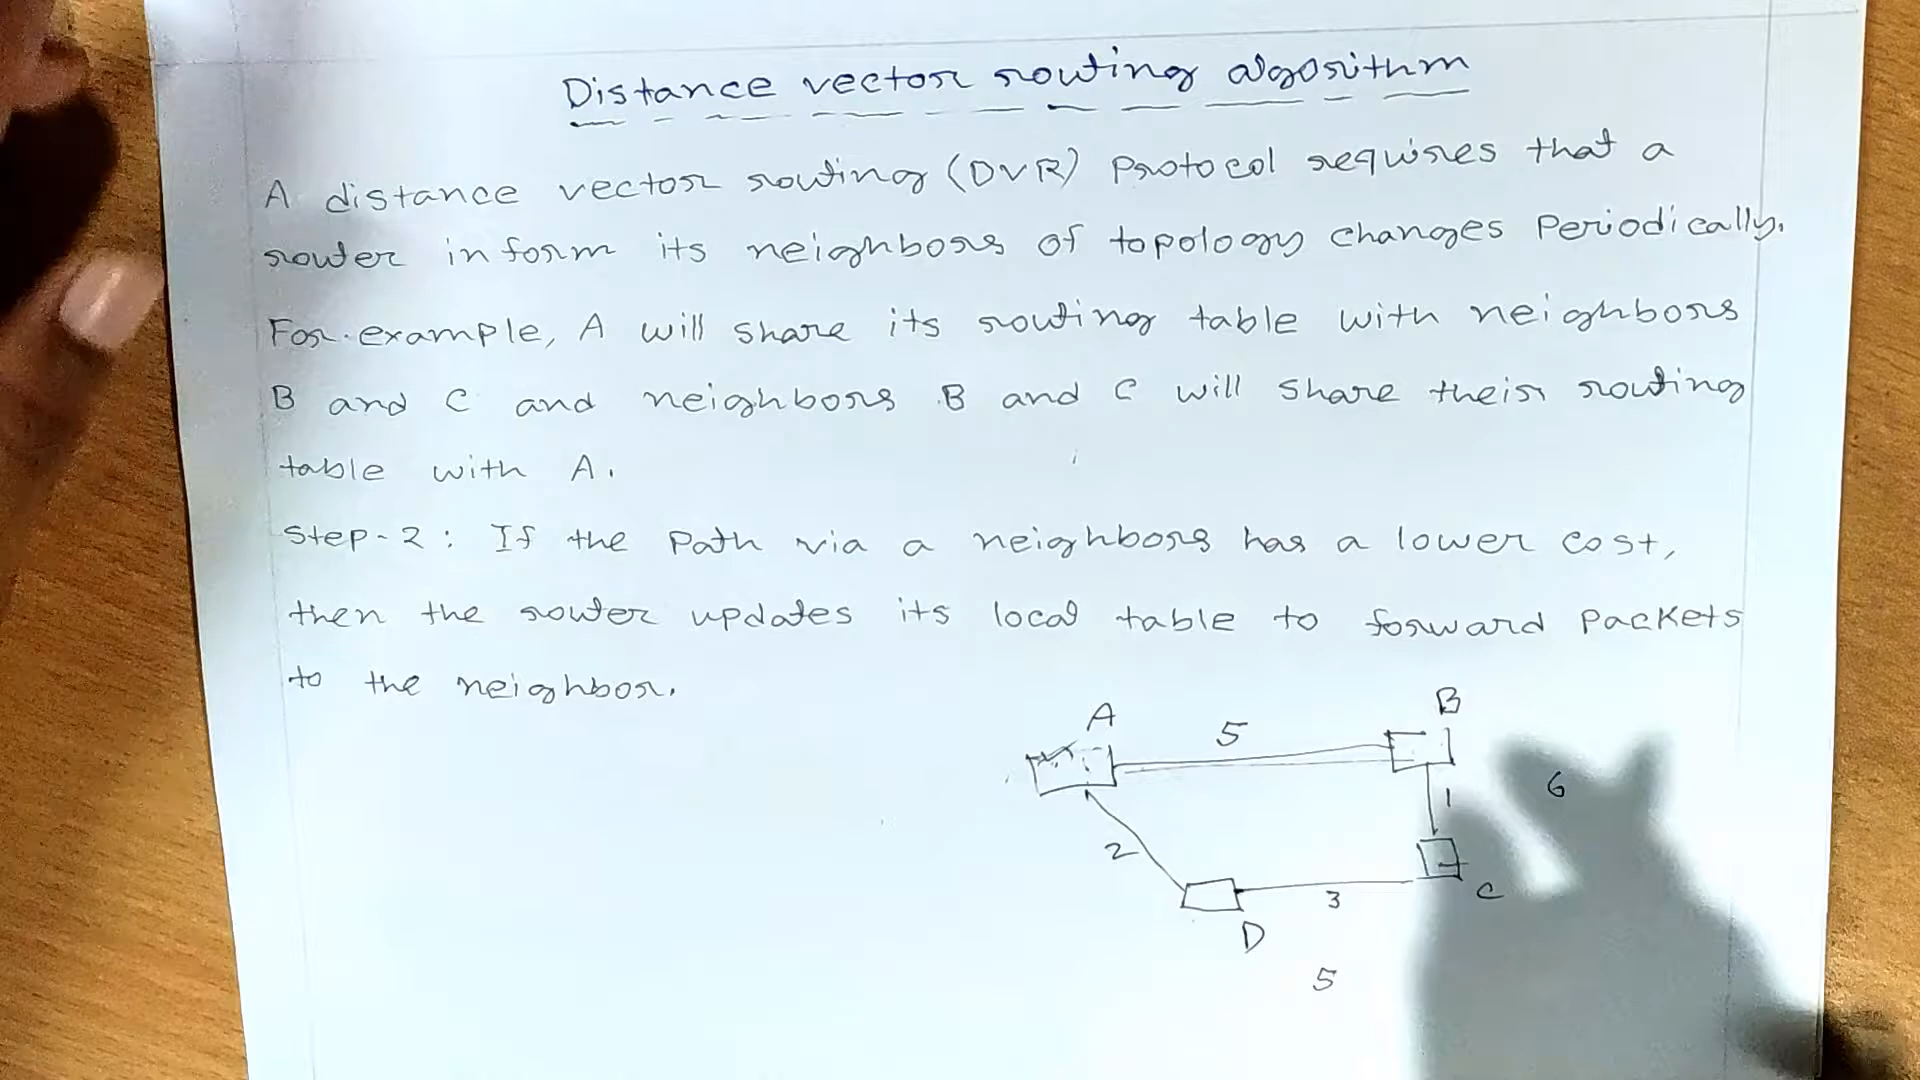 Distance vector routing algorithm
A distance vector routing (DVR) Protocol requires that a
router inform its neighbors of topology changes Periodically.
For example, A will share its routing table with neighbors
B and C and neighbors B and C will share their routing
table with A.
Step-2: If the Path via a neighbors has a lower cost,
then the router updates its local table to forward Packets
to the neighbor.
A
B
5
6
1
2
C
3
D
5